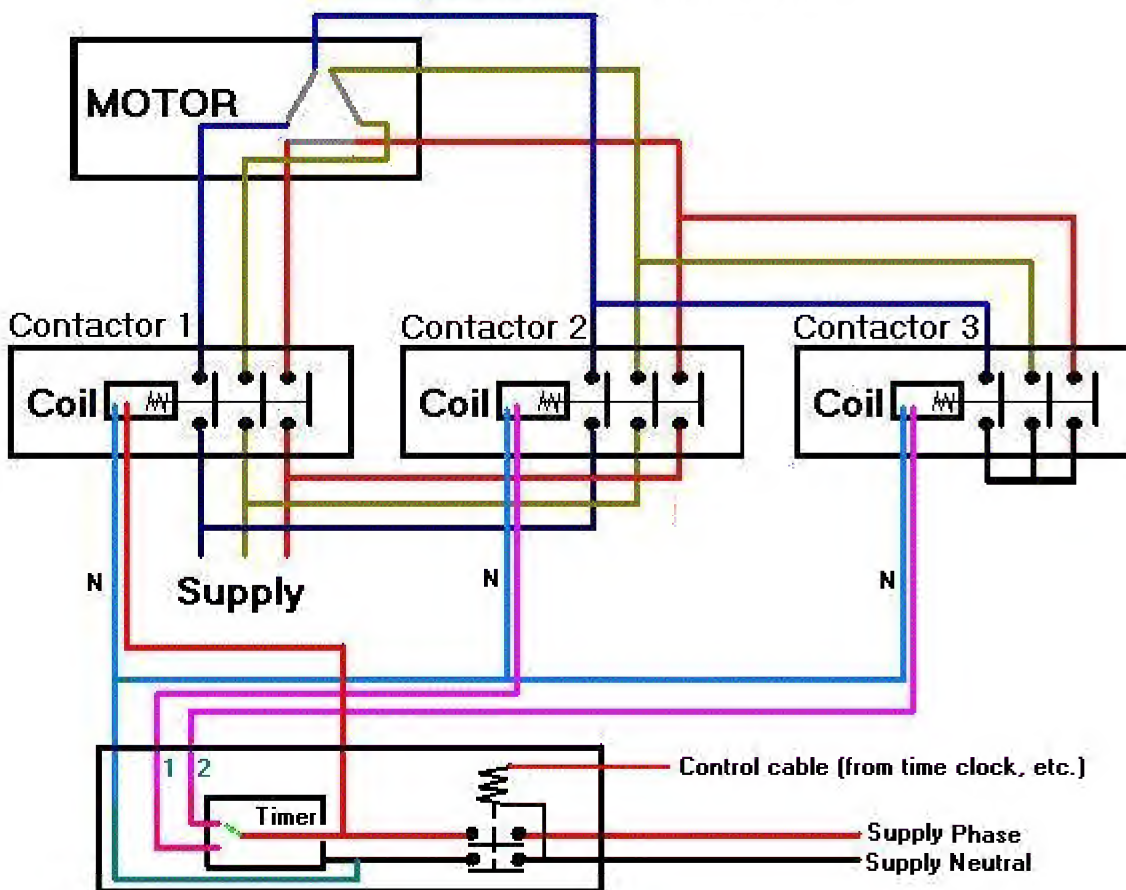 MOTOR
Contactor 1
Contactor 2
Contactor 3
Coil
Coil
Coil
N
Supply
N
N
1
2
Timer
Control cable (from time clock, etc.)
Supply Phase
Supply Neutral